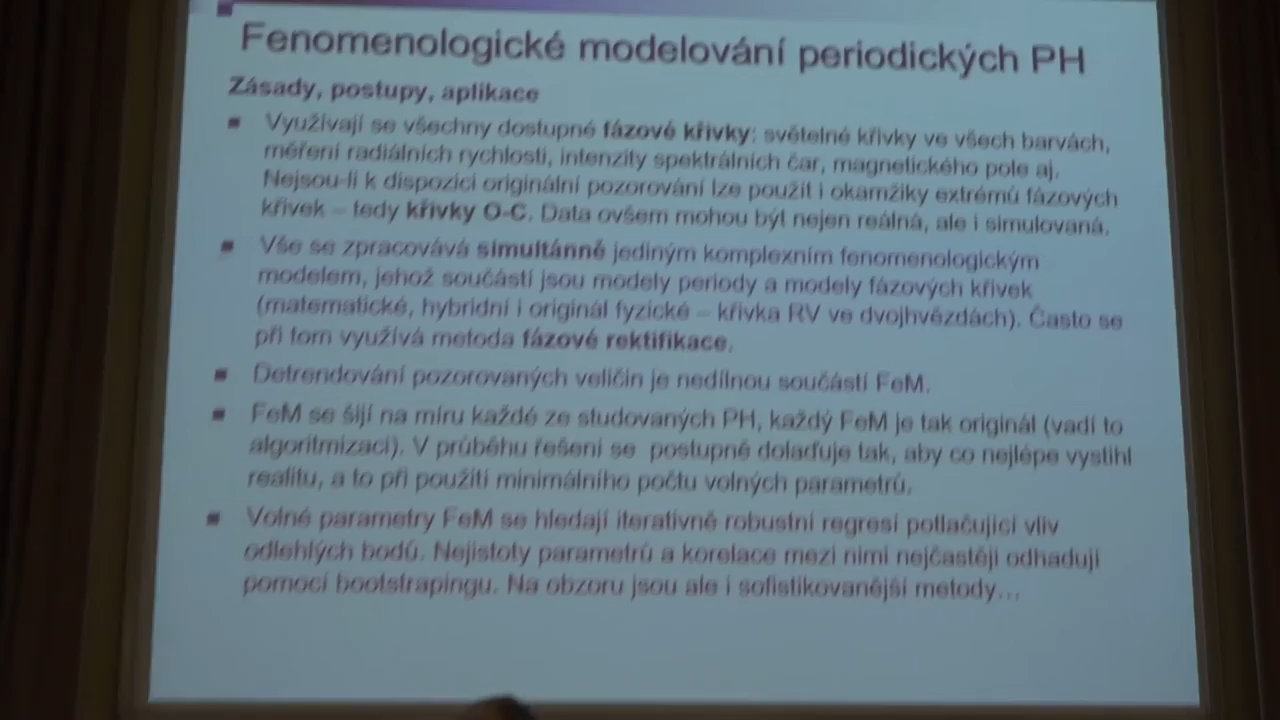 Fenomenologické modelování periodických PH
Zásady, postupy, aplikace
Využívají se všechny dostupné fázové křivky: světelné křivky ve všech barvách,
měření radiálních rychlostí, intenzity spektrálních čar, magnetického pole aj.
Nejsou-li k dispozici originální pozorování lze použít i okamžiky extrémů fázových
křivek – tedy křivky O-C. Data ovšem mohou být nejen reálná, ale i simulovaná.
Vše se zpracovává simultánně jediným komplexním fenomenologickým
modelem, jehož součástí jsou modely periody a modely fázových křivek
(matematické, hybridní i originál fyzické – křivka RV ve dvojhvězdách). Často se
při tom využívá metoda fázové rektifikace.
Detrendování pozorovaných veličin je nedílnou součástí FeM.
FeM se šijí na míru každé ze studovaných PH, každý FeM je tak originál (vadí to
algoritmizaci). V průběhu řešení se postupně dolaďuje tak, aby co nejlépe vystihl
realitu, a to při použití minimálního počtu volných parametrů.
Volné parametry FeM se hledají iterativně robustní regresí potlačující vliv
odlehlých bodů. Nejistoty parametrů a korelace mezi nimi nejčastěji odhadují
pomocí bootstrapingu. Na obzoru jsou ale i sofistikovanější metody…